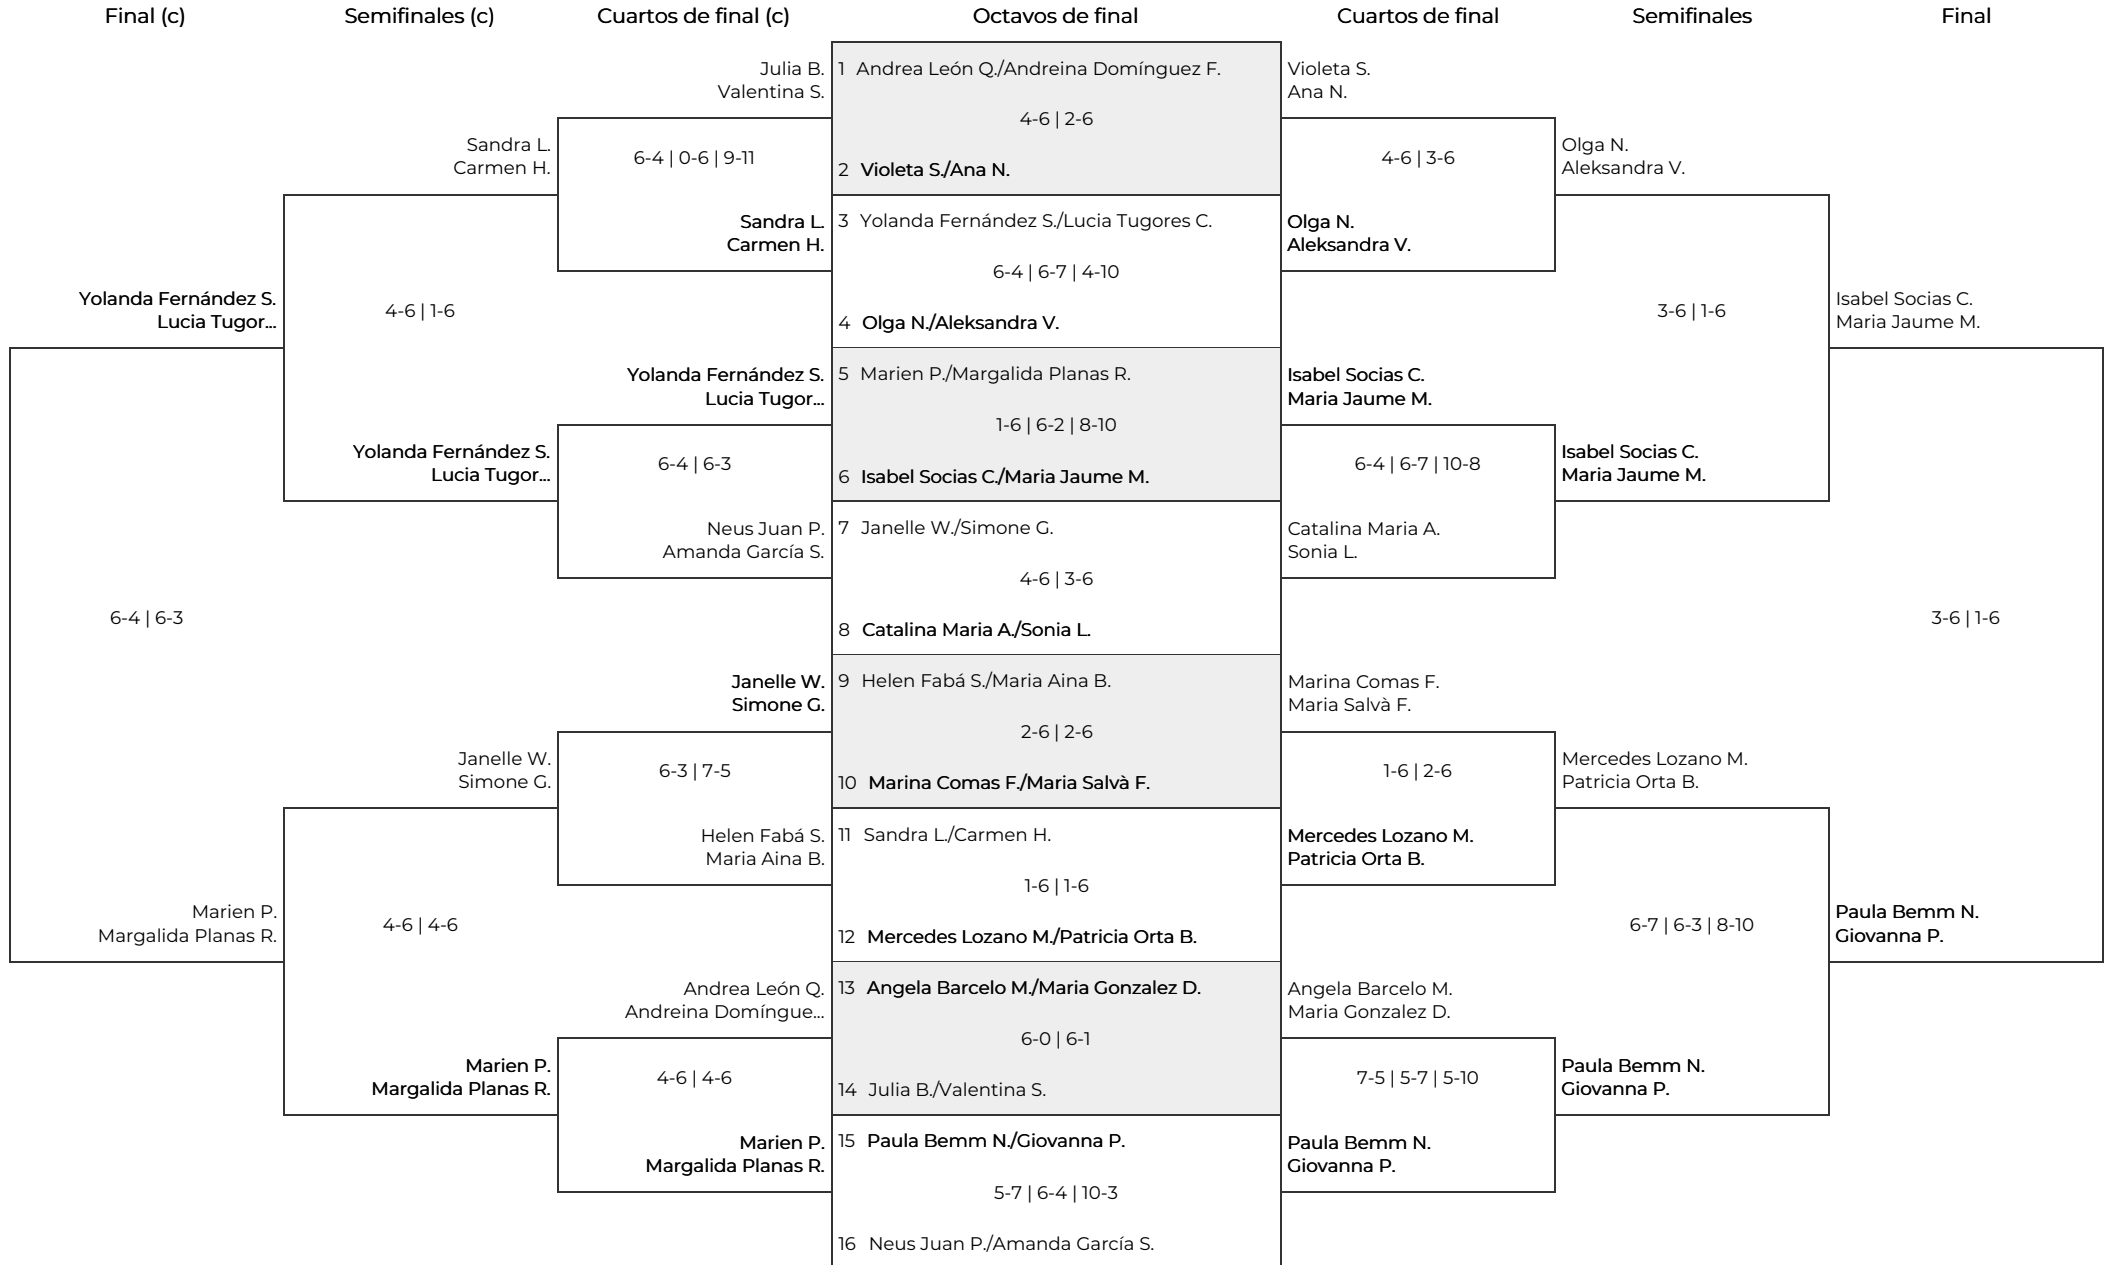 Final (c)
Semifinales (c)
Cuartos de final (c)
Octavos de final
Cuartos de final
Semifinales
Final
Yolanda Fernández S.
Lucia Tugor...
6-4 | 6-3
Marien P.
Margalida Planas R.
Sandra L.
Carmen H.
4-6 | 1-6
Yolanda Fernández S.
Lucia Tugor...
Janelle W.
Simone G.
4-6 | 4-6
Marien P.
Margalida Planas R.
Julia B.
Valentina S.
6-4 | 0-6 | 9-11
Sandra L.
Carmen H.
Yolanda Fernández S.
Lucia Tugor...
6-4 | 6-3
Neus Juan P.
Amanda García S.
Janelle W.
Simone G.
6-3 | 7-5
Helen Fabá S.
Maria Aina B.
Andrea León Q.
Andreina Domíngue...
4-6 | 4-6
Marien P.
Margalida Planas R.
1 Andrea León Q./Andreina Domínguez F.
4-6 | 2-6
2 Violeta S./Ana N.
3 Yolanda Fernández S./Lucia Tugores C.
6-4 | 6-7 | 4-10
4 Olga N./Aleksandra V.
5 Marien P./Margalida Planas R.
1-6 | 6-2 | 8-10
6 Isabel Socias C./Maria Jaume M.
7 Janelle W./Simone G.
4-6 | 3-6
8 Catalina Maria A./Sonia L.
9 Helen Fabá S./Maria Aina B.
2-6 | 2-6
10 Marina Comas F./Maria Salvà F.
11 Sandra L./Carmen H.
1-6 | 1-6
12 Mercedes Lozano M./Patricia Orta B.
13 Angela Barcelo M./Maria Gonzalez D.
6-0 | 6-1
14 Julia B./Valentina S.
15 Paula Bemm N./Giovanna P.
5-7 | 6-4 | 10-3
16 Neus Juan P./Amanda García S.
Violeta S.
Ana N.
4-6 | 3-6
Olga N.
Aleksandra V.
Isabel Socias C.
Maria Jaume M.
6-4 | 6-7 | 10-8
Catalina Maria A.
Sonia L.
Marina Comas F.
Maria Salvà F.
1-6 | 2-6
Mercedes Lozano M.
Patricia Orta B.
Angela Barcelo M.
Maria Gonzalez D.
7-5 | 5-7 | 5-10
Paula Bemm N.
Giovanna P.
Olga N.
Aleksandra V.
3-6 | 1-6
Isabel Socias C.
Maria Jaume M.
Mercedes Lozano M.
Patricia Orta B.
6-7 | 6-3 | 8-10
Paula Bemm N.
Giovanna P.
Isabel Socias C.
Maria Jaume M.
3-6 | 1-6
Paula Bemm N.
Giovanna P.